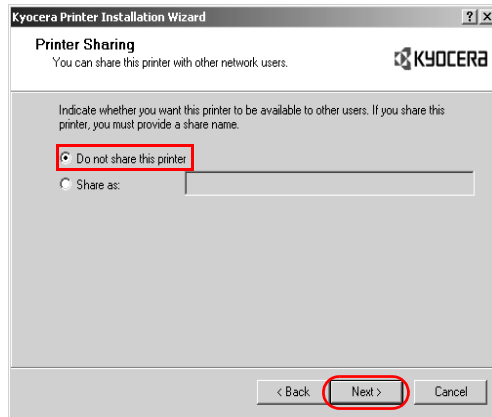 Kyocera Printer Installation Wizard
Printer Sharing
You can share this printer with other network users.
KYOCERA
Indicate whether you want this printer to be available to other users. If you share this
printer, you must provide a share name.
Do not share this printer
Share as:
< Back Next > Cancel